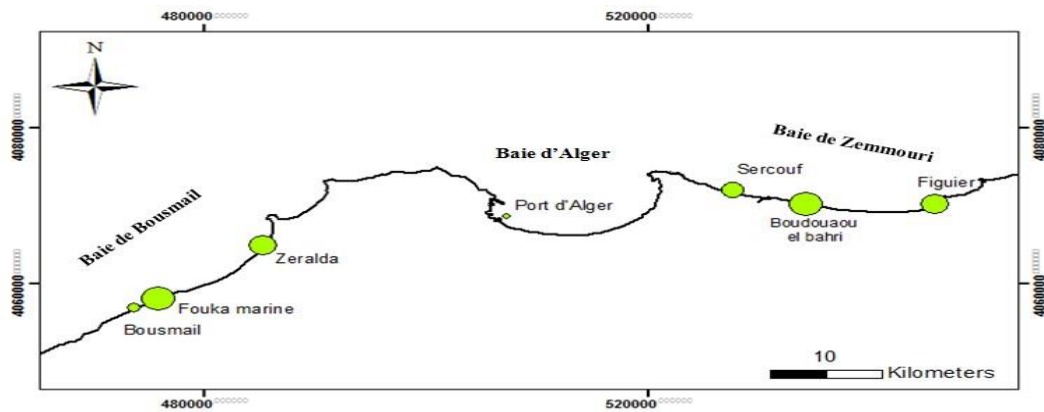 480000
520000
N
4080000
4080000
Baie d'Alger
Baie de Zemmouri
Sercouf
Figuier
Baie de Bousmail
Port d'Alger
Boudouaou
el bahri
Zeralda
4060000
4060000
Fouka marine
Bousmail
10
Kilometers
480000
520000